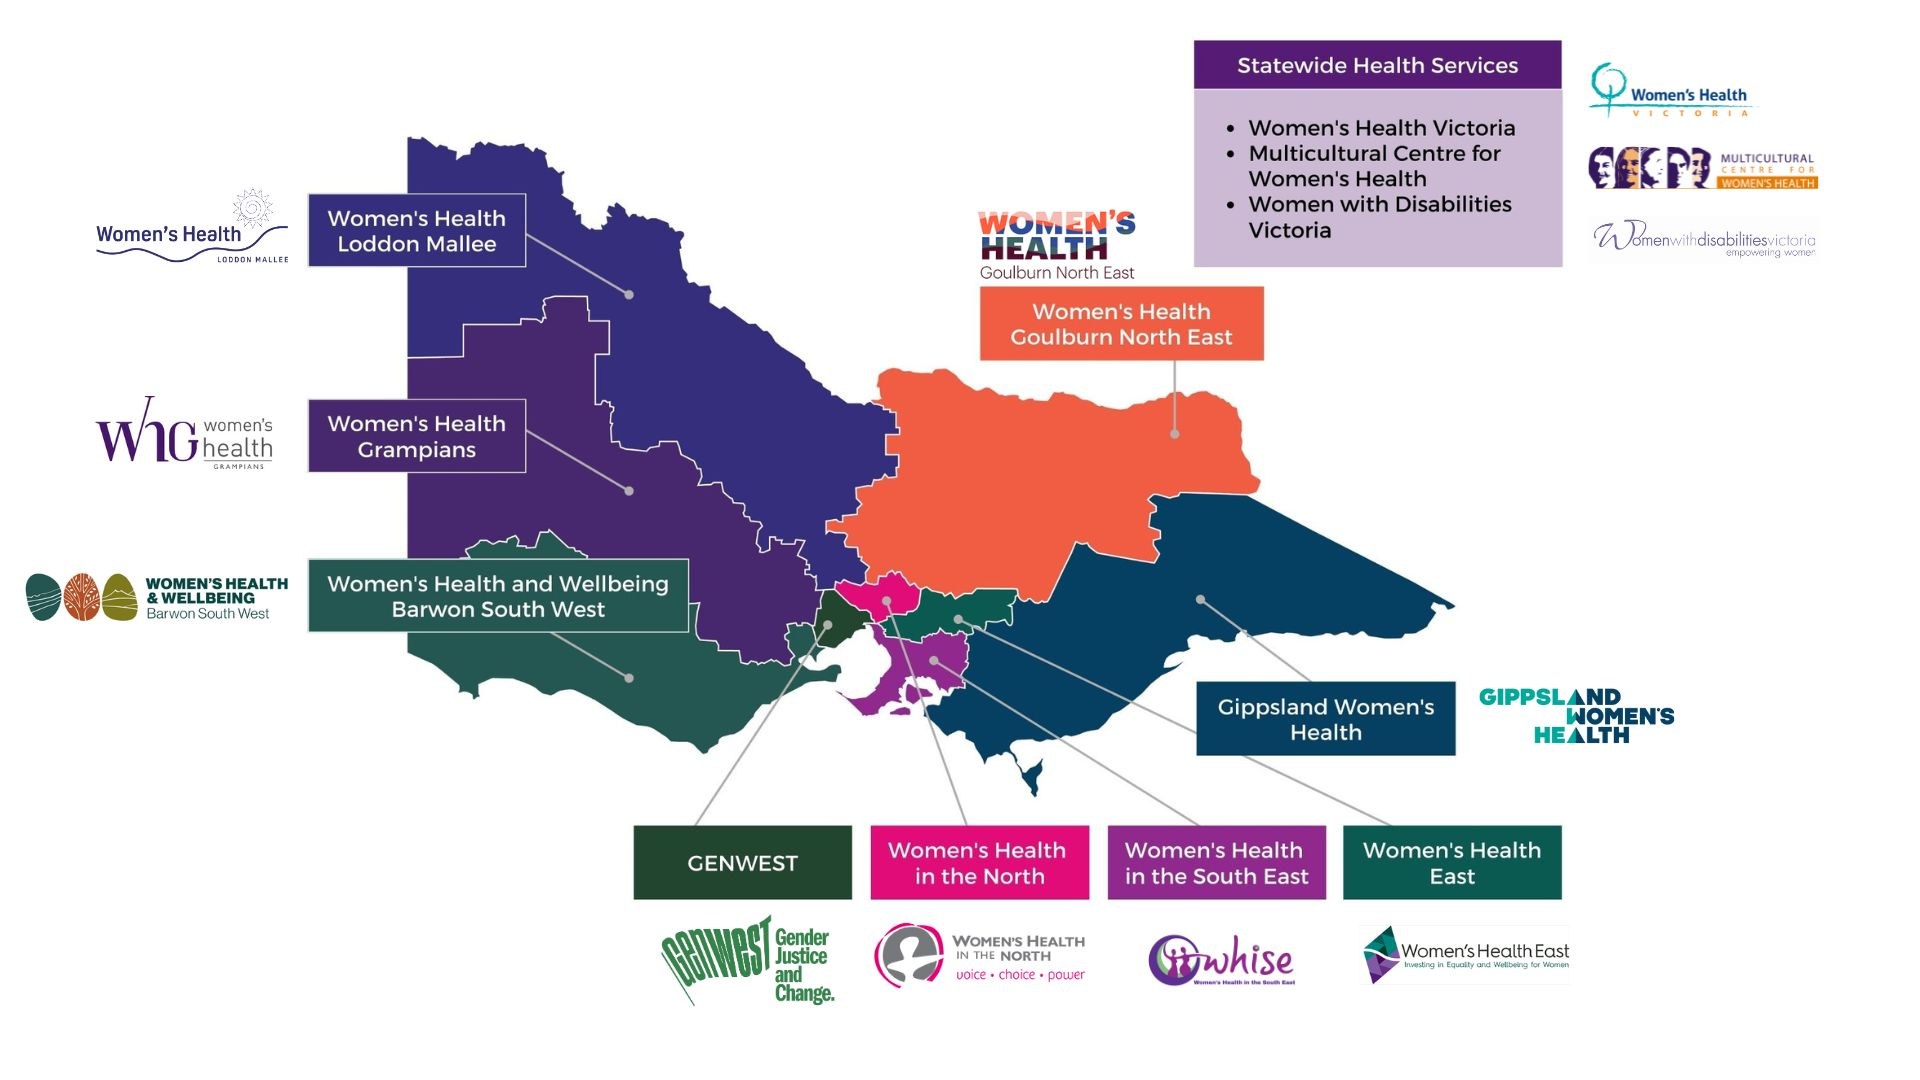 Statewide Health Services
• Women's Health Victoria
• Multicultural Centre for
Women's Health
• Women with Disabilities
Victoria
Women's Health
VICTORIA
MULTICULTURAL
CENTRE FOR
WOMEN'S HEALTH
Womenwithdisabilitiesvictoria
empowering women
Women's Health
LODDON MALLEE
Women's Health
Loddon Mallee
WOMEN'S
HEALTH
Goulburn North East
Women's Health
Goulburn North East
WHG women's
health
GRAMPIANS
Women's Health
Grampians
WOMEN'S HEALTH
& WELLBEING
Barwon South West
Women's Health and Wellbeing
Barwon South West
Gippsland Women's
Health
GIPPSLAND
WOMEN'S
HEALTH
GENWEST
Women's Health
in the North
Women's Health
in the South East
Women's Health
East
GENWEST
Gender
Justice
and
Change.
WOMEN'S HEALTH
IN THE NORTH
voice • choice • power
whise
Women's Health in the South East
Women's Health East
Investing in Equality and Wellbeing for Women